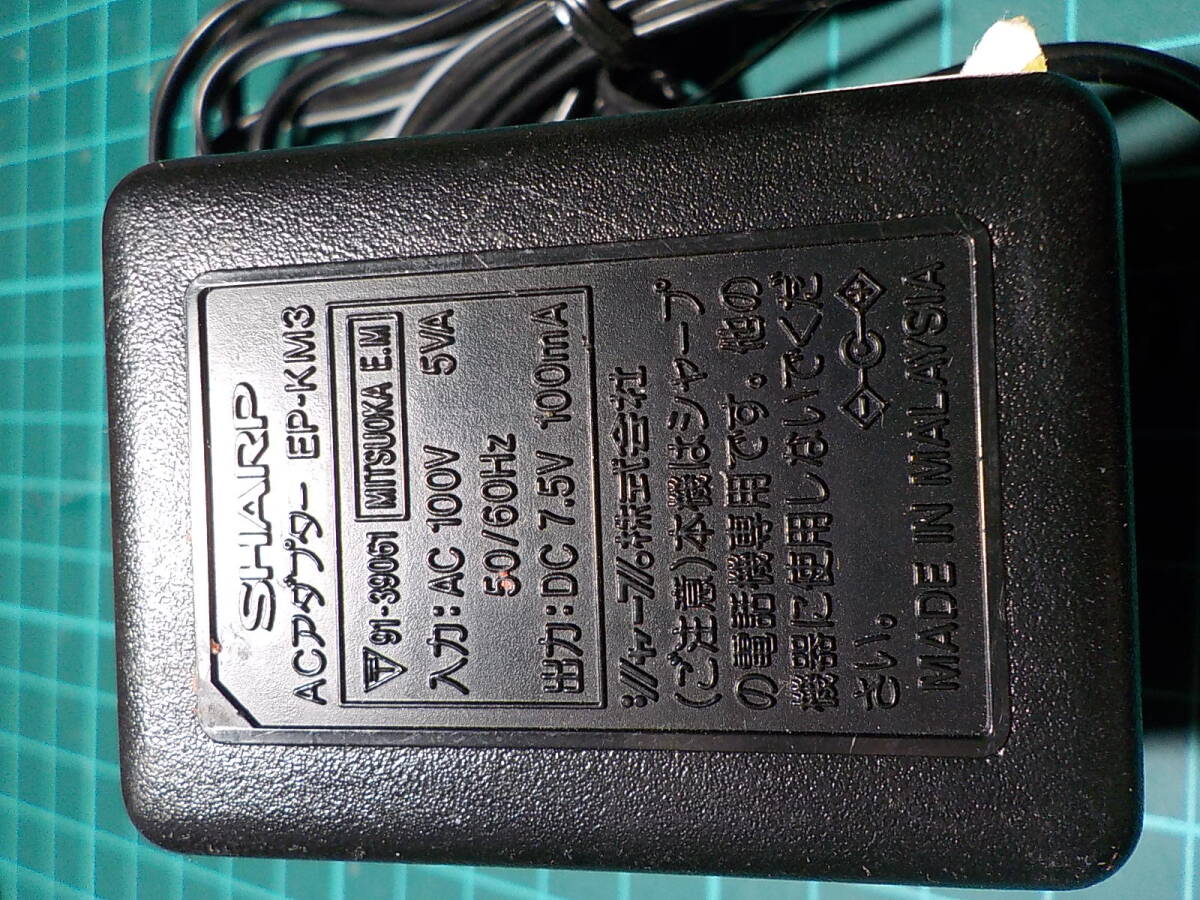 SHARP
ACアダプター EP-KM3
91-39061 MITSUOKA E.M
入力:AC 100V 5VA
50/60Hz
出力:DC 7.5V 100mA
シャープ株式会社
(ご注意)本機はシャープ
の電話機専用です。他の
機器に使用しないでくだ
さい。
MADE IN MALAYSIA